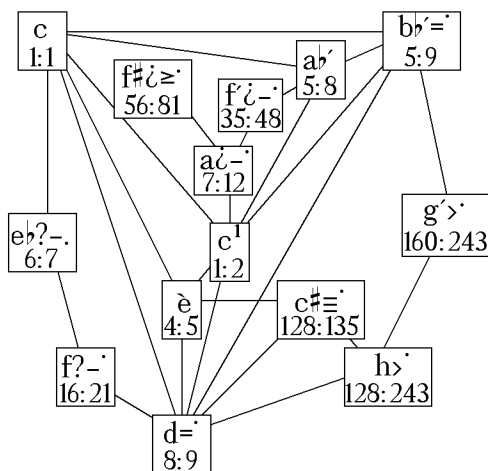 c
1:1
b♭′=·
5:9
a♭′
5:8
f♯¿≥·
56:81
f′¿–·
35:48
a¿–·
7:12
g′>·
160:243
e♭?–.
6:7
c¹
1:2
è
4:5
c♯≡·
128:135
f?–·
16:21
h>·
128:243
d=·
8:9